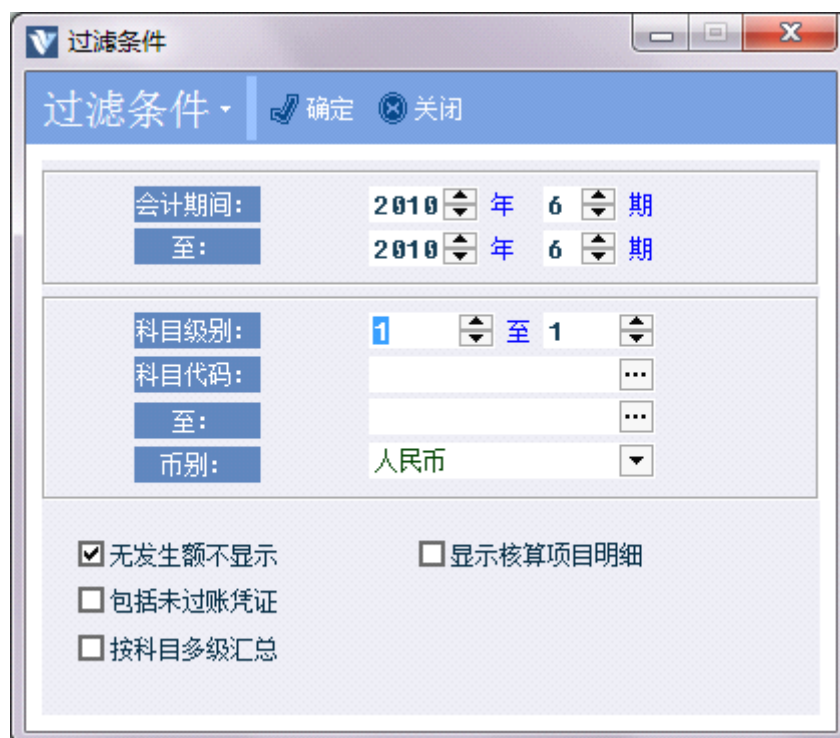 过滤条件
过滤条件 确定 关闭
会计期间： 2010 年 6 期
至： 2010 年 6 期
科目级别： 1 至 1
科目代码： ...
至： ...
币别： 人民币
无发生额不显示 显示核算项目明细
包括未过账凭证
按科目多级汇总